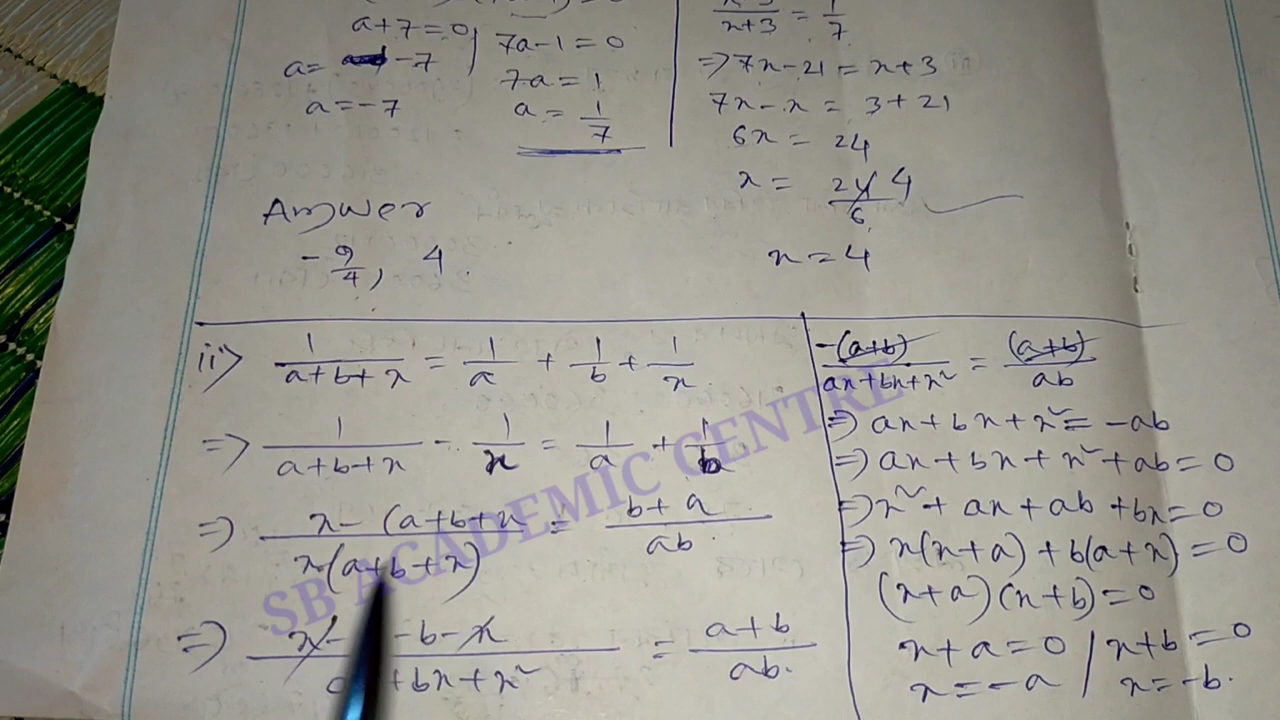 a+7=0 | 7a-1=0
a= -7
7a=1
a=-7
a= 1/7
x-3/x+3 = 1/7
=> 7x-21 = x+3
7x-x = 3+21
6x = 24
x = 24/6 4
x = 4
Answer
-9/4, 4
ii> 1/a+b+x = 1/a + 1/b + 1/x
=> 1/a+b+x - 1/x = 1/a + 1/b
=> x-(a+b+x / x(a+b+x) = b+a/ab
=> x- -b-x / +bx+x² = a+b/ab.
-(a+b)/ax+bx+x² = (a+b)/ab
=> ax+bx+x² = -ab
=> ax+bx+x²+ab=0
=> x²+ax+ab+bx=0
=> x(x+a)+b(a+x)=0
(x+a)(x+b)=0
x+a=0 / x+b=0
x=-a / x=-b.
SB ACADEMIC CENTRE